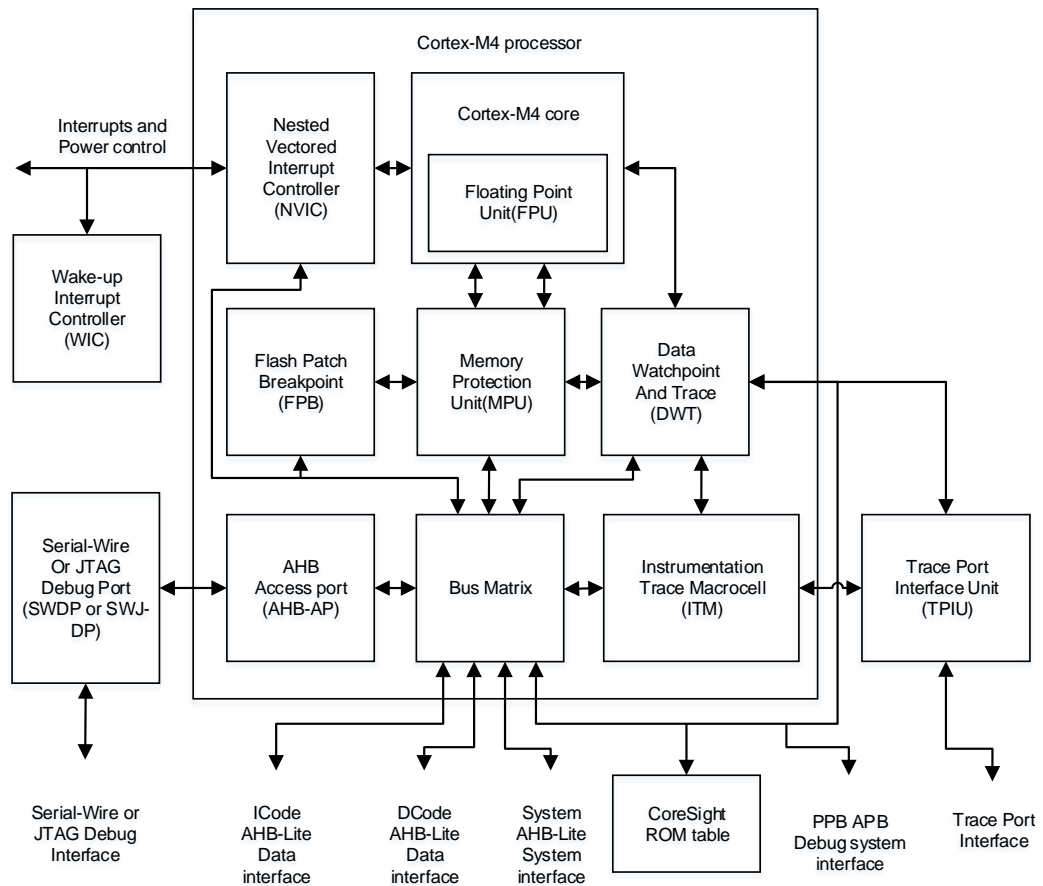 Cortex-M4 processor
Interrupts and
Power control
Nested
Vectored
Interrupt
Controller
(NVIC)
Cortex-M4 core
Floating Point
Unit(FPU)
Wake-up
Interrupt
Controller
(WIC)
Flash Patch
Breakpoint
(FPB)
Memory
Protection
Unit(MPU)
Data
Watchpoint
And Trace
(DWT)
Serial-Wire
Or JTAG
Debug Port
(SWDP or SWJ-
DP)
AHB
Access port
(AHB-AP)
Bus Matrix
Instrumentation
Trace Macrocell
(ITM)
Trace Port
Interface Unit
(TPIU)
Serial-Wire or
JTAG Debug
Interface
ICode
AHB-Lite
Data
interface
DCode
AHB-Lite
Data
interface
System
AHB-Lite
System
interface
CoreSight
ROM table
PPB APB
Debug system
interface
Trace Port
Interface